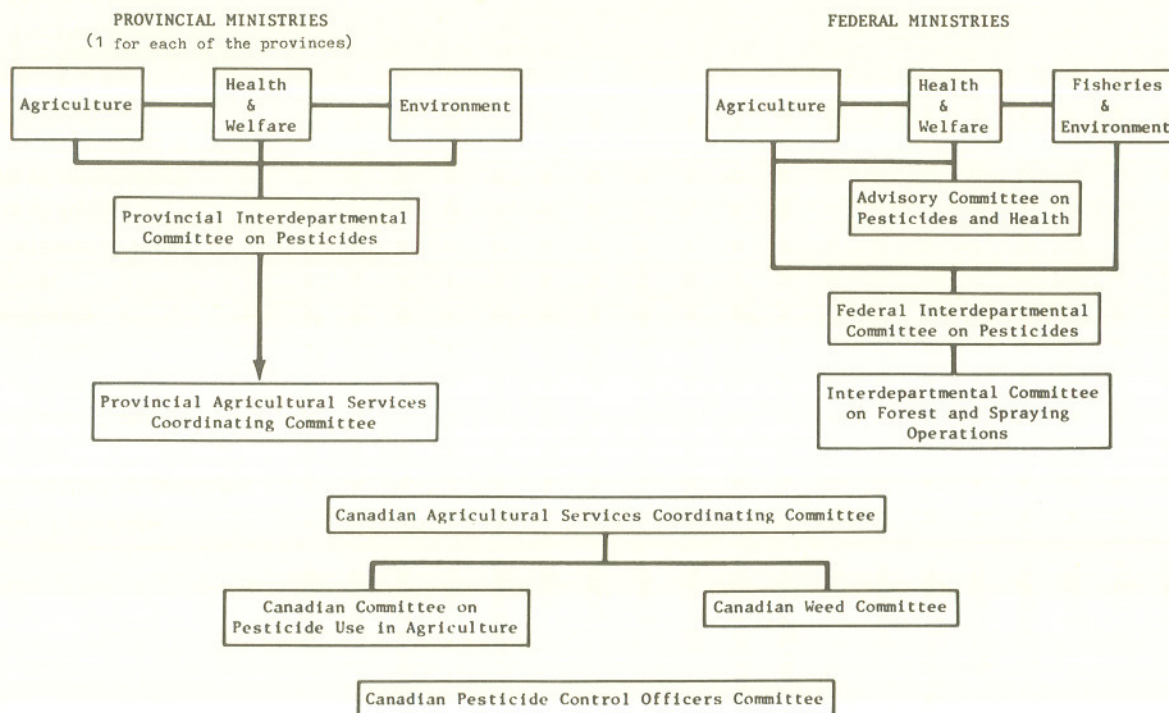 PROVINCIAL MINISTRIES
(1 for each of the provinces)
Agriculture
Health
&
Welfare
Environment
Provincial Interdepartmental
Committee on Pesticides
Provincial Agricultural Services
Coordinating Committee
FEDERAL MINISTRIES
Agriculture
Health
&
Welfare
Fisheries
&
Environment
Advisory Committee on
Pesticides and Health
Federal Interdepartmental
Committee on Pesticides
Interdepartmental Committee
on Forest and Spraying
Operations
Canadian Agricultural Services Coordinating Committee
Canadian Committee on
Pesticide Use in Agriculture
Canadian Weed Committee
Canadian Pesticide Control Officers Committee